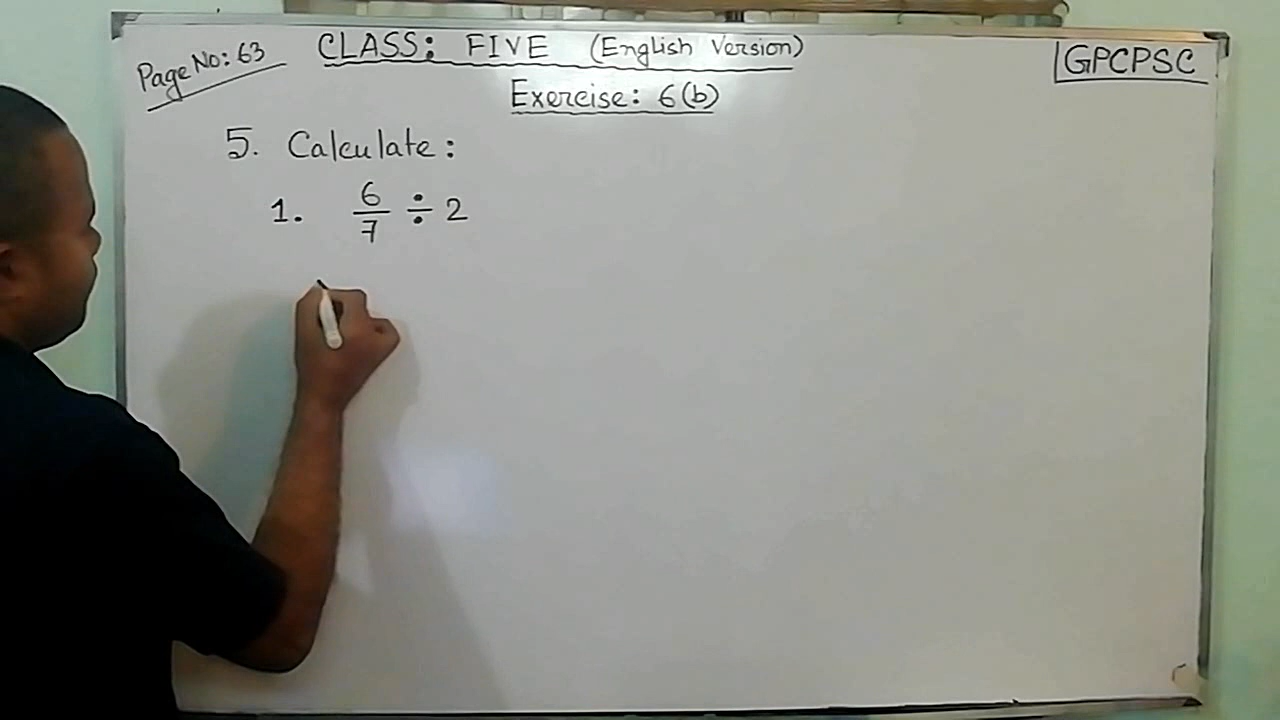 Page No: 63
CLASS: FIVE (English Version)
GPCPSC
Exercise: 6(b)
5. Calculate:
1. 6/7 ÷ 2